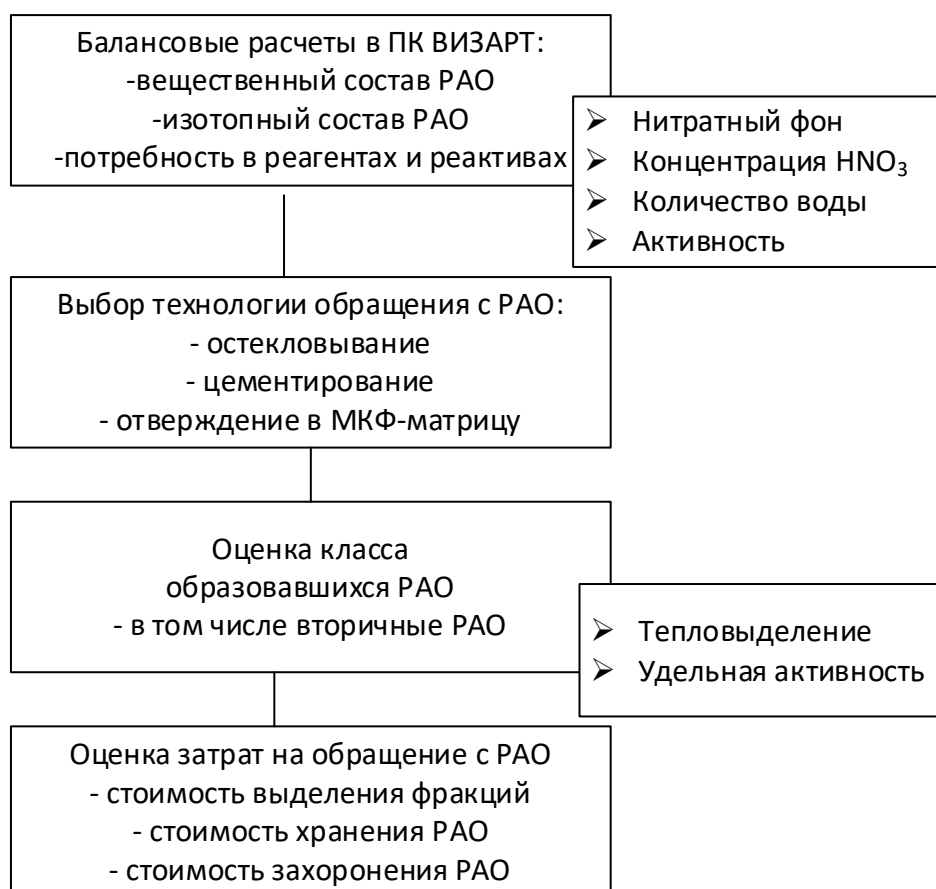 Балансовые расчеты в ПК ВИЗАРТ:
-вещественный состав РАО
-изотопный состав РАО
-потребность в реагентах и реактивах
➢ Нитратный фон
➢ Концентрация HNO₃
➢ Количество воды
➢ Активность
Выбор технологии обращения с РАО:
- остекловывание
- цементирование
- отверждение в МКФ-матрицу
Оценка класса
образовавшихся РАО
- в том числе вторичные РАО
➢ Тепловыделение
➢ Удельная активность
Оценка затрат на обращение с РАО
- стоимость выделения фракций
- стоимость хранения РАО
- стоимость захоронения РАО